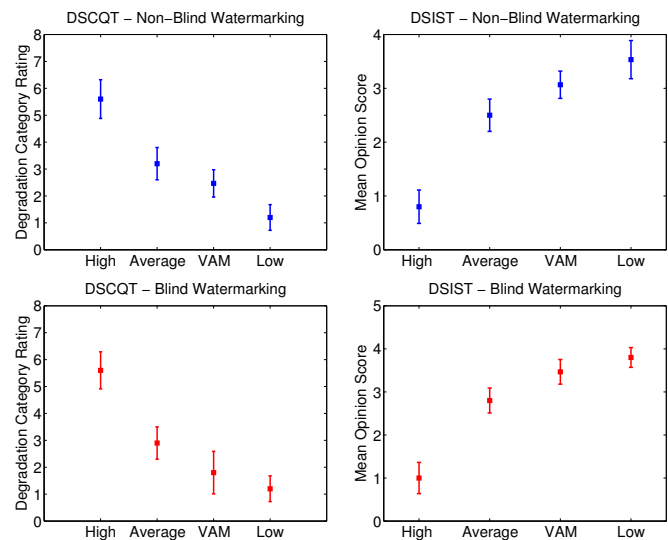 DSCQT − Non−Blind Watermarking
Degradation Category Rating
8
7
6
5
4
3
2
1
0
High Average VAM Low
DSIST − Non−Blind Watermarking
Mean Opinion Score
4
3
2
1
0
High Average VAM Low
DSCQT − Blind Watermarking
Degradation Category Rating
8
7
6
5
4
3
2
1
0
High Average VAM Low
DSIST − Blind Watermarking
Mean Opinion Score
5
4
3
2
1
0
High Average VAM Low